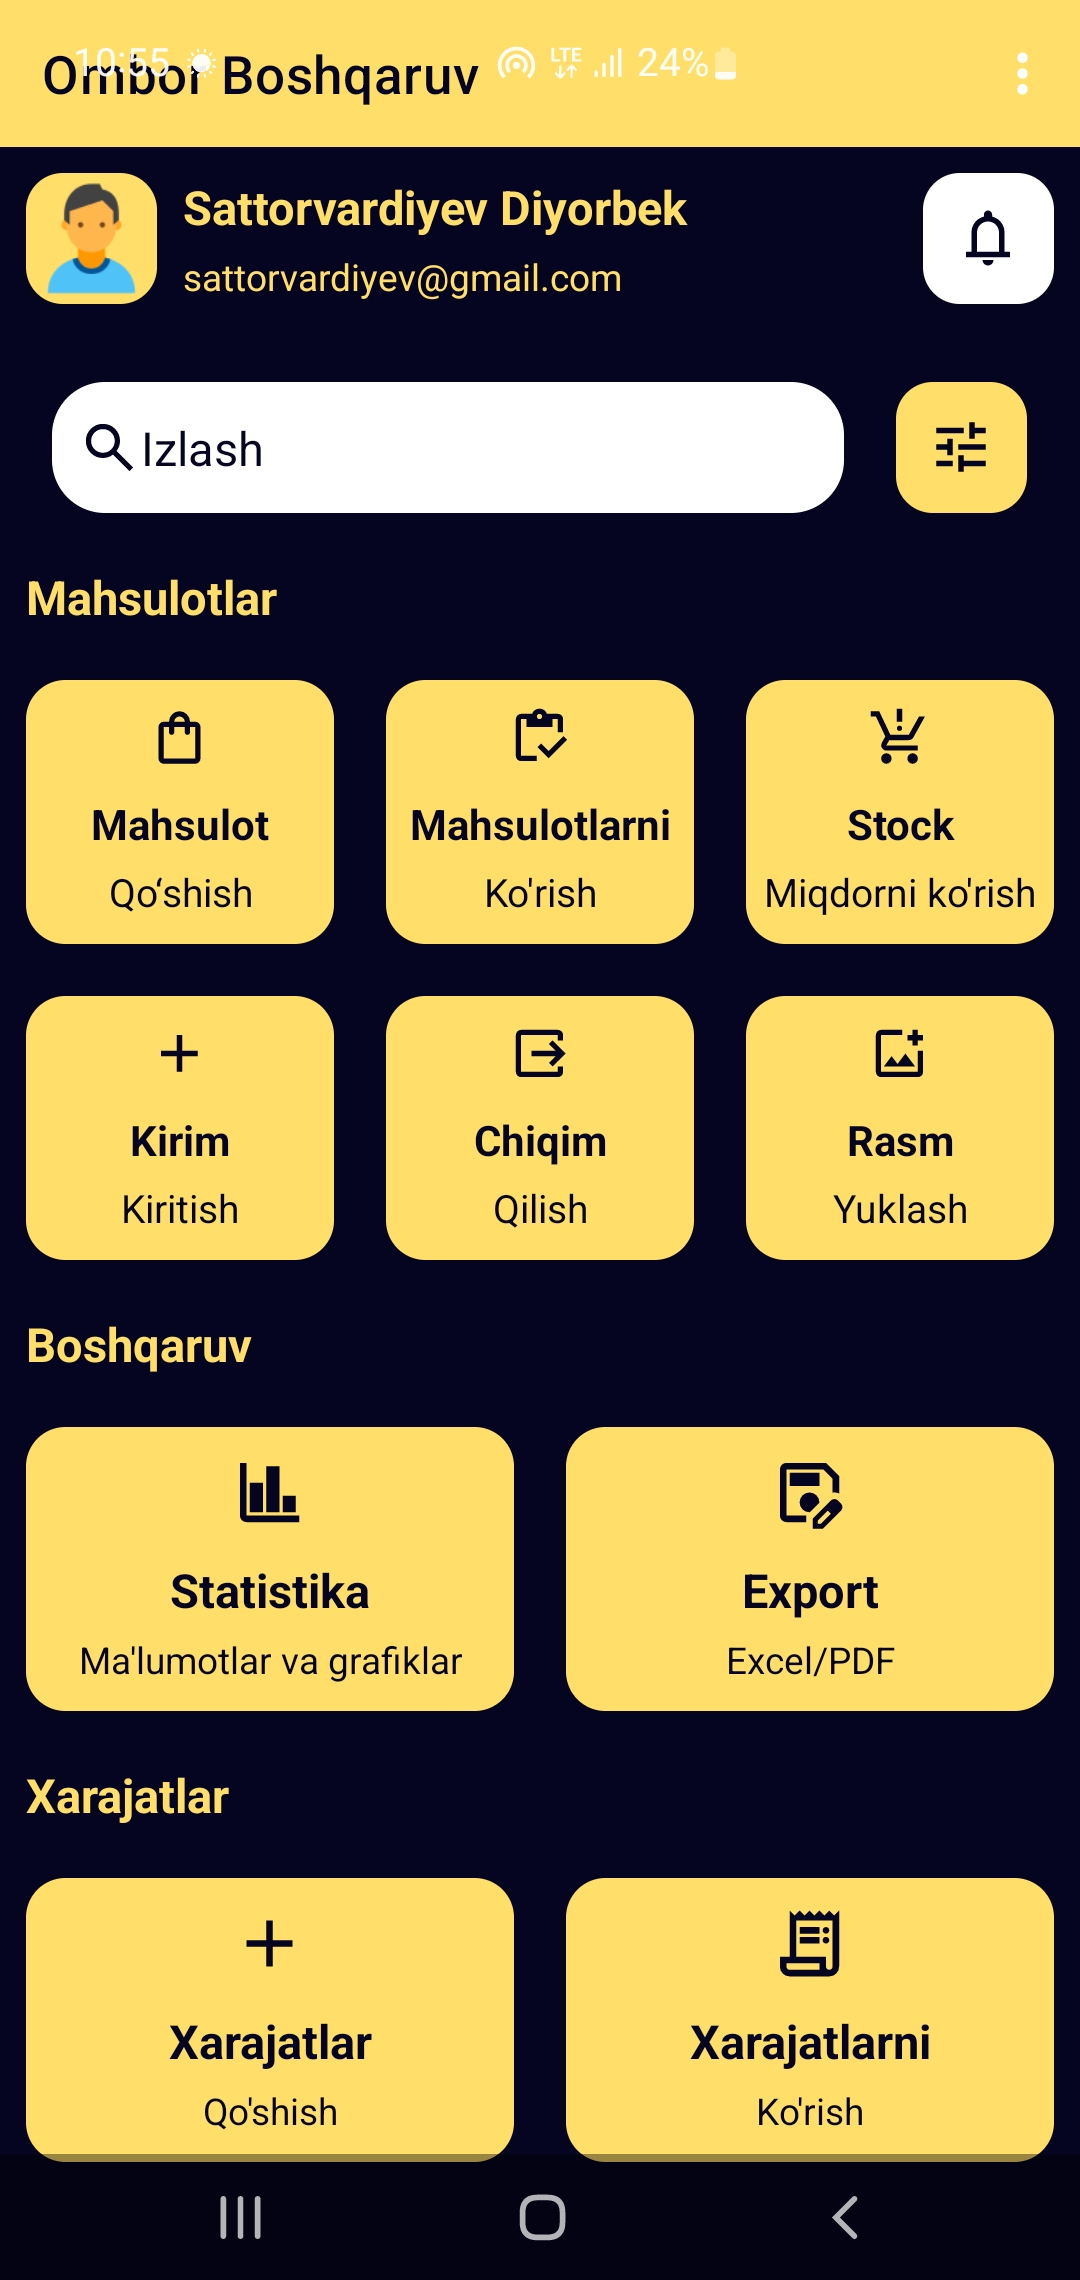 10:55 LTE 24%
Ombor Boshqaruv
Sattorvardiyev Diyorbek
sattorvardiyev@gmail.com
Izlash
Mahsulotlar
Mahsulot
Qo‘shish
Mahsulotlarni
Ko'rish
Stock
Miqdorni ko'rish
Kirim
Kiritish
Chiqim
Qilish
Rasm
Yuklash
Boshqaruv
Statistika
Ma'lumotlar va grafiklar
Export
Excel/PDF
Xarajatlar
Xarajatlar
Qo'shish
Xarajatlarni
Ko'rish